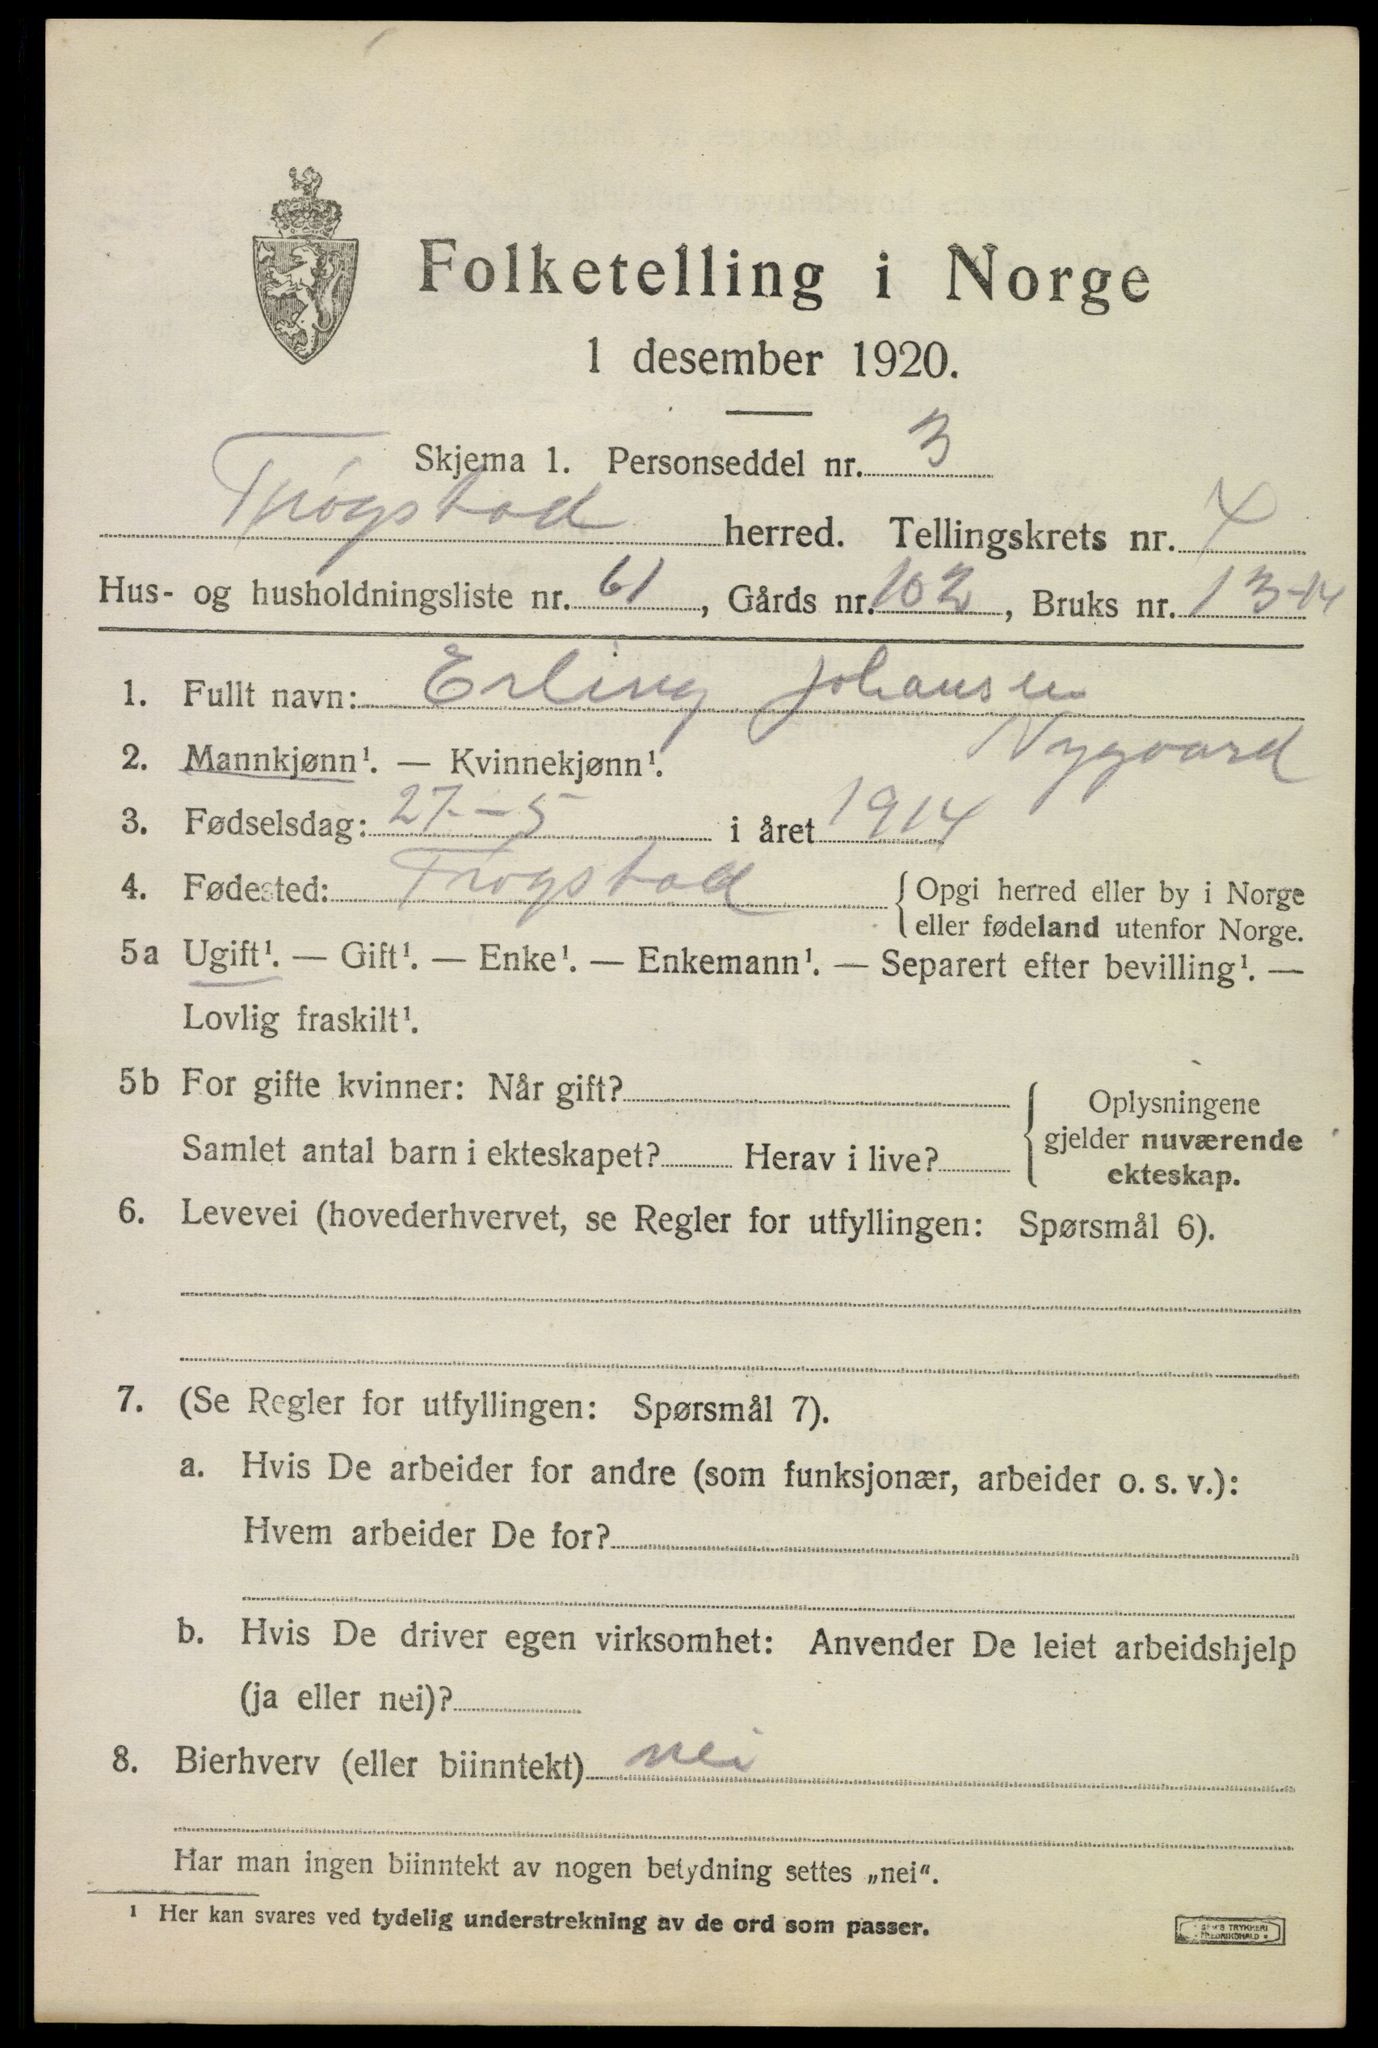 Folketelling i Norge
1 desember 1920.
Skjema 1. Personseddel nr. 3
Trøgstad herred. Tellingskrets nr. 4
Hus- og husholdningsliste nr. 61, Gårds nr. 102, Bruks nr. 13-14
1. Fullt navn: Erling Johansen
Nygaard
2. Mannkjønn¹. — Kvinnekjønn¹.
3. Fødselsdag: 27-5 i året 1914
4. Fødested: Trøgstad { Opgi herred eller by i Norge
eller fødeland utenfor Norge.
5a Ugift¹. — Gift¹. — Enke¹. — Enkemann¹. — Separert efter bevilling¹. —
Lovlig fraskilt¹.
5b For gifte kvinner: Når gift? { Oplysningene
gjelder nuværende
ekteskap.
Samlet antal barn i ekteskapet? Herav i live?
6. Levevei (hovederhvervet, se Regler for utfyllingen: Spørsmål 6).
7. (Se Regler for utfyllingen: Spørsmål 7).
a. Hvis De arbeider for andre (som funksjonær, arbeider o. s. v.):
Hvem arbeider De for?
b. Hvis De driver egen virksomhet: Anvender De leiet arbeidshjelp
(ja eller nei)?
8. Bierhverv (eller biinntekt) nei
Har man ingen biinntekt av nogen betydning settes „nei“.
¹ Her kan svares ved tydelig understrekning av de ord som passer.
TRYKKERI
FREDRIKSHALD